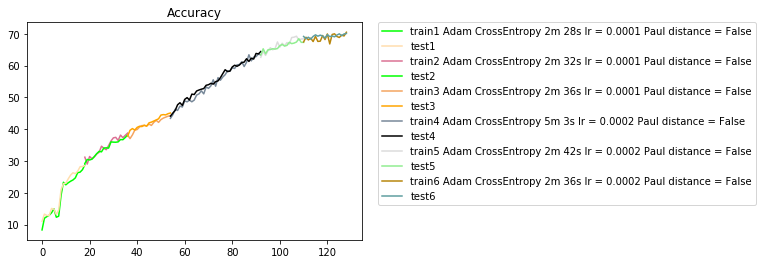 Accuracy
70
60
50
40
30
20
10
0
20
40
60
80
100
120
train1 Adam CrossEntropy 2m 28s lr = 0.0001 Paul distance = False
test1
train2 Adam CrossEntropy 2m 32s lr = 0.0001 Paul distance = False
test2
train3 Adam CrossEntropy 2m 36s lr = 0.0001 Paul distance = False
test3
train4 Adam CrossEntropy 5m 3s lr = 0.0002 Paul distance = False
test4
train5 Adam CrossEntropy 2m 42s lr = 0.0002 Paul distance = False
test5
train6 Adam CrossEntropy 2m 36s lr = 0.0002 Paul distance = False
test6